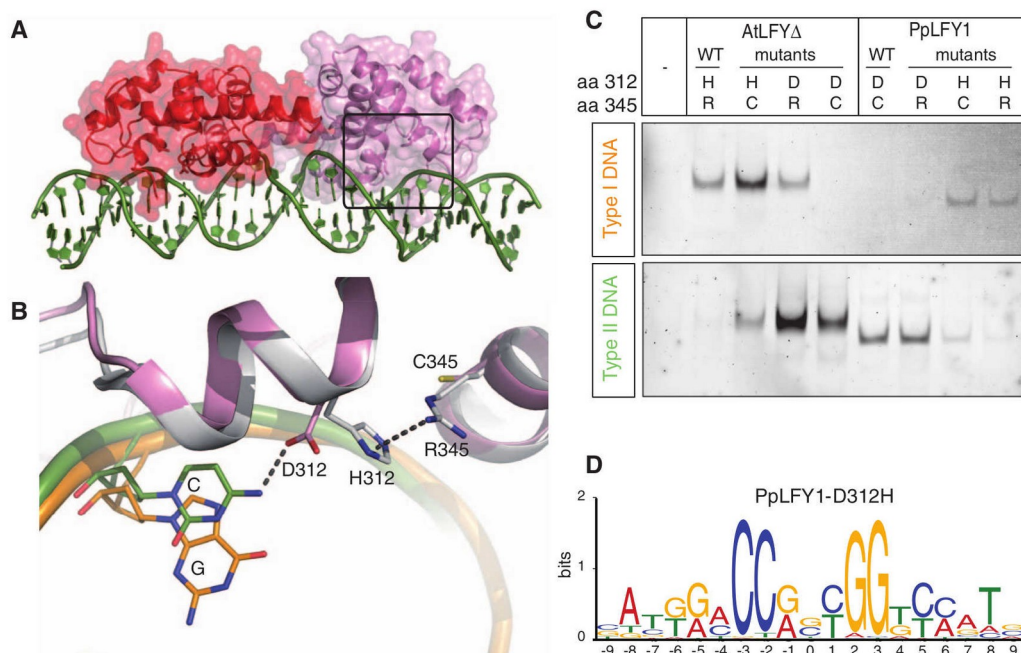 A
B
C345
R345
D312
H312
C
G
C
AtLFYΔ PpLFY1
- WT mutants WT mutants
aa 312 H H D D D D H H
aa 345 R C R C C R C R
Type I DNA
Type II DNA
D
PpLFY1-D312H
bits
2
1
0
-9 -8 -7 -6 -5 -4 -3 -2 -1 0 1 2 3 4 5 6 7 8 9